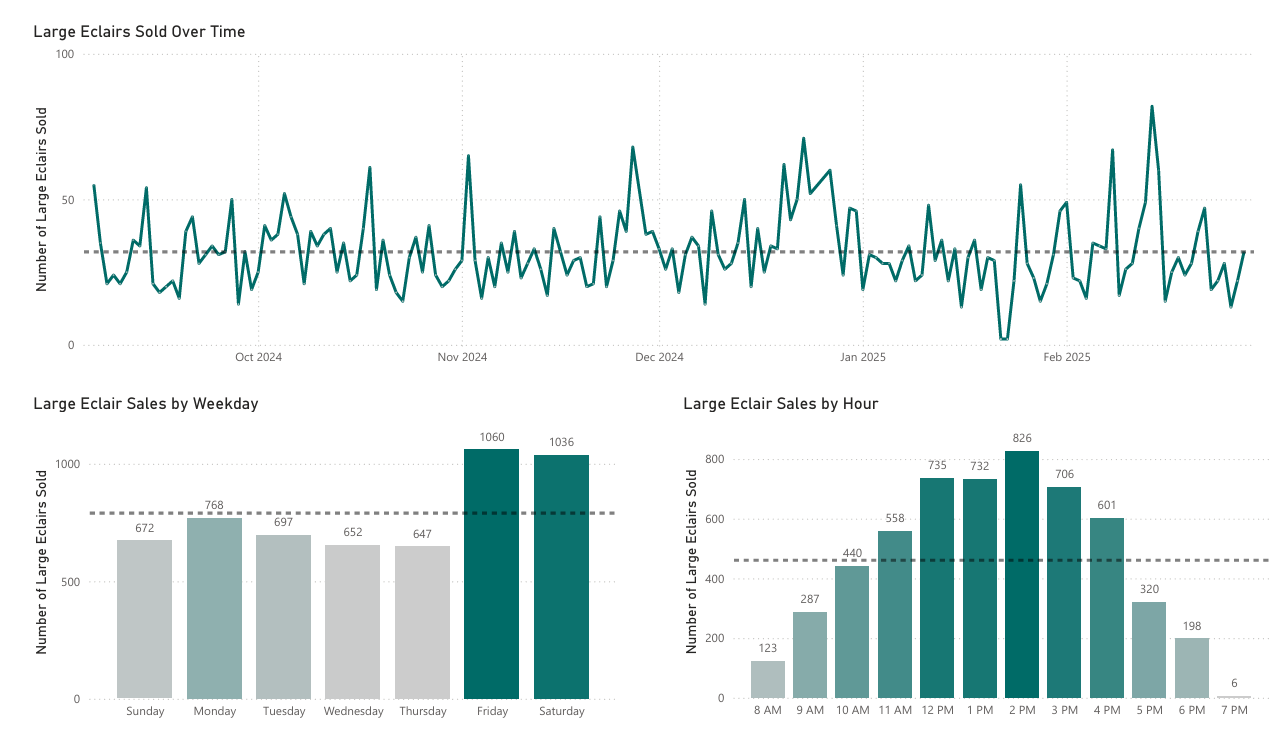 Large Eclairs Sold Over Time
Number of Large Eclairs Sold
100
50
0
Oct 2024 Nov 2024 Dec 2024 Jan 2025 Feb 2025
Large Eclair Sales by Weekday
Number of Large Eclairs Sold
1000
500
0
672 768 697 652 647 1060 1036
Sunday Monday Tuesday Wednesday Thursday Friday Saturday
Large Eclair Sales by Hour
Number of Large Eclairs Sold
800
600
400
200
0
123 287 440 558 735 732 826 706 601 320 198 6
8 AM 9 AM 10 AM 11 AM 12 PM 1 PM 2 PM 3 PM 4 PM 5 PM 6 PM 7 PM